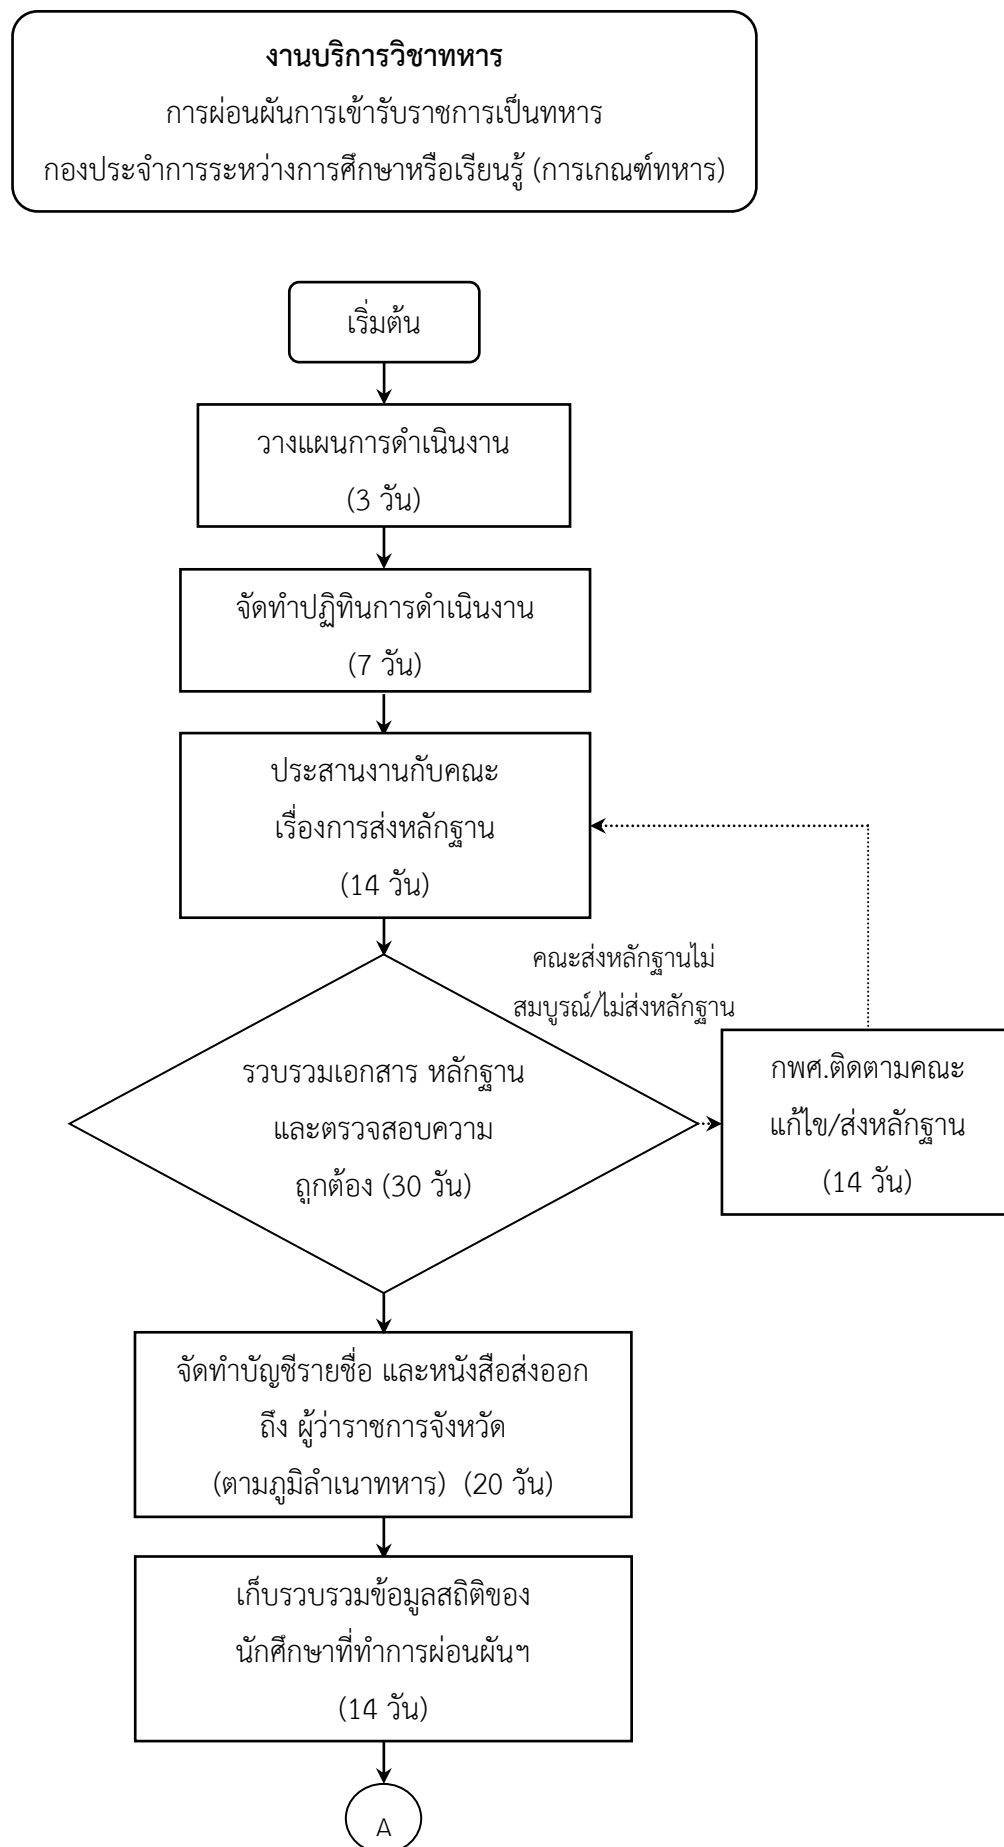 งานบริการวิชาทหาร
การผ่อนผันการเข้ารับราชการเป็นทหาร
กองประจำการระหว่างการศึกษาหรือเรียนรู้ (การเกณฑ์ทหาร)
เริ่มต้น
วางแผนการดำเนินงาน
(3 วัน)
จัดทำปฏิทินการดำเนินงาน
(7 วัน)
ประสานงานกับคณะ
เรื่องการส่งหลักฐาน
(14 วัน)
คณะส่งหลักฐานไม่
สมบูรณ์/ไม่ส่งหลักฐาน
รวบรวมเอกสาร หลักฐาน
และตรวจสอบความ
ถูกต้อง (30 วัน)
กพศ.ติดตามคณะ
แก้ไข/ส่งหลักฐาน
(14 วัน)
จัดทำบัญชีรายชื่อ และหนังสือส่งออก
ถึง ผู้ว่าราชการจังหวัด
(ตามภูมิลำเนาทหาร) (20 วัน)
เก็บรวบรวมข้อมูลสถิติของ
นักศึกษาที่ทำการผ่อนผันฯ
(14 วัน)
A